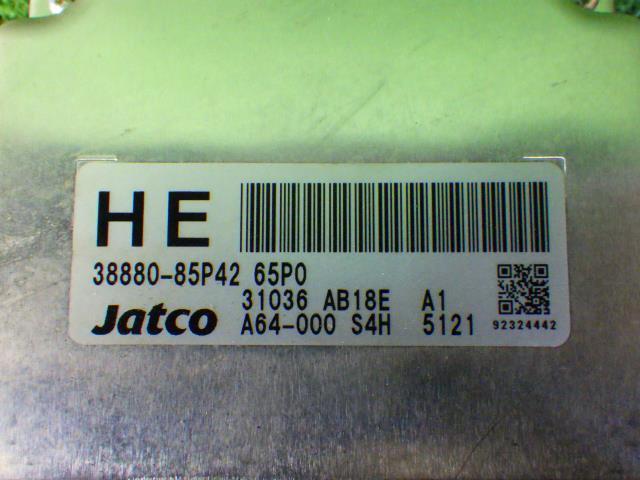 HE
38880-85P42 65P0
31036 AB18E A1
Jatco A64-000 S4H 5121 92324442